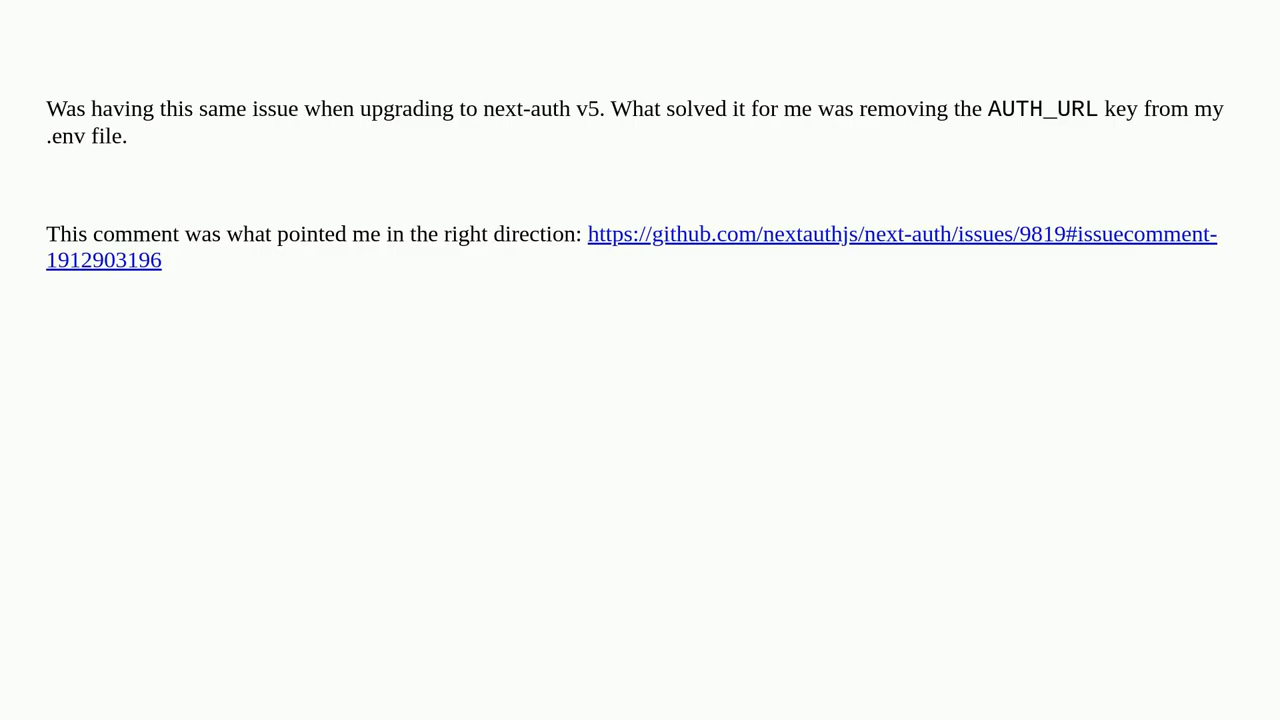 Was having this same issue when upgrading to next-auth v5. What solved it for me was removing the AUTH_URL key from my
.env file.
This comment was what pointed me in the right direction: https://github.com/nextauthjs/next-auth/issues/9819#issuecomment-
1912903196